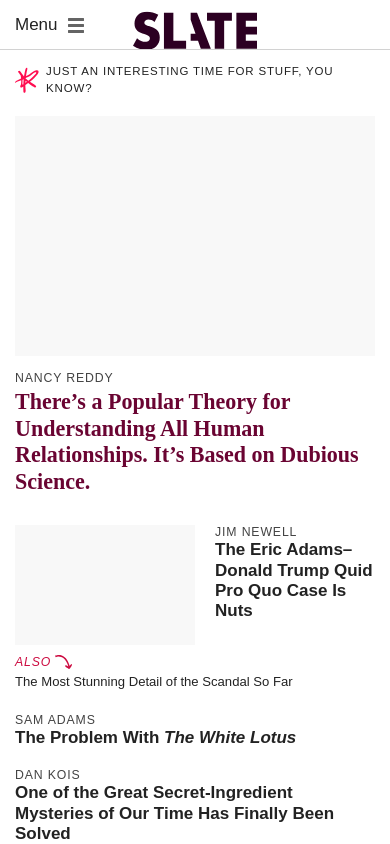 Menu
SLATE
JUST AN INTERESTING TIME FOR STUFF, YOU
KNOW?
NANCY REDDY
There’s a Popular Theory for
Understanding All Human
Relationships. It’s Based on Dubious
Science.
JIM NEWELL
The Eric Adams–
Donald Trump Quid
Pro Quo Case Is
Nuts
ALSO
The Most Stunning Detail of the Scandal So Far
SAM ADAMS
The Problem With The White Lotus
DAN KOIS
One of the Great Secret-Ingredient
Mysteries of Our Time Has Finally Been
Solved